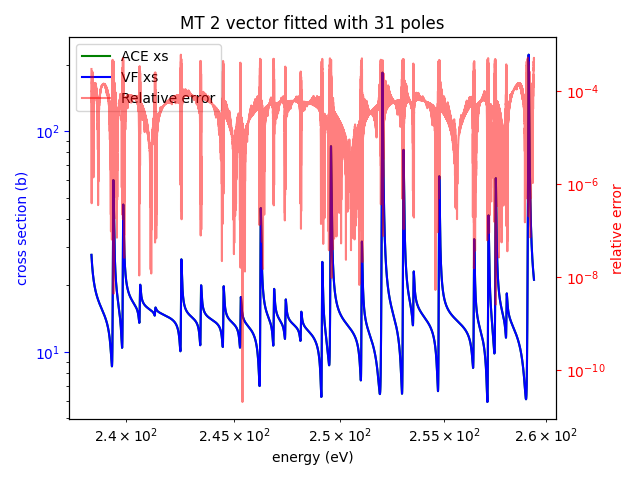 MT 2 vector fitted with 31 poles
ACE xs
VF xs
Relative error
cross section (b)
10²
10¹
relative error
10⁻⁴
10⁻⁶
10⁻⁸
10⁻¹⁰
2.4 × 10² 2.45 × 10² 2.5 × 10² 2.55 × 10² 2.6 × 10²
energy (eV)